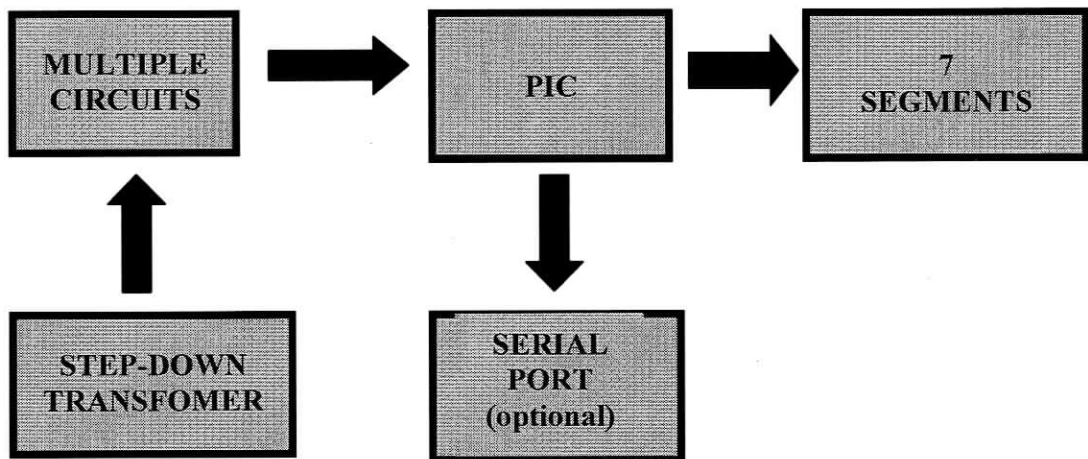 MULTIPLE
CIRCUITS
PIC
7
SEGMENTS
STEP-DOWN
TRANSFOMER
SERIAL
PORT
(optional)